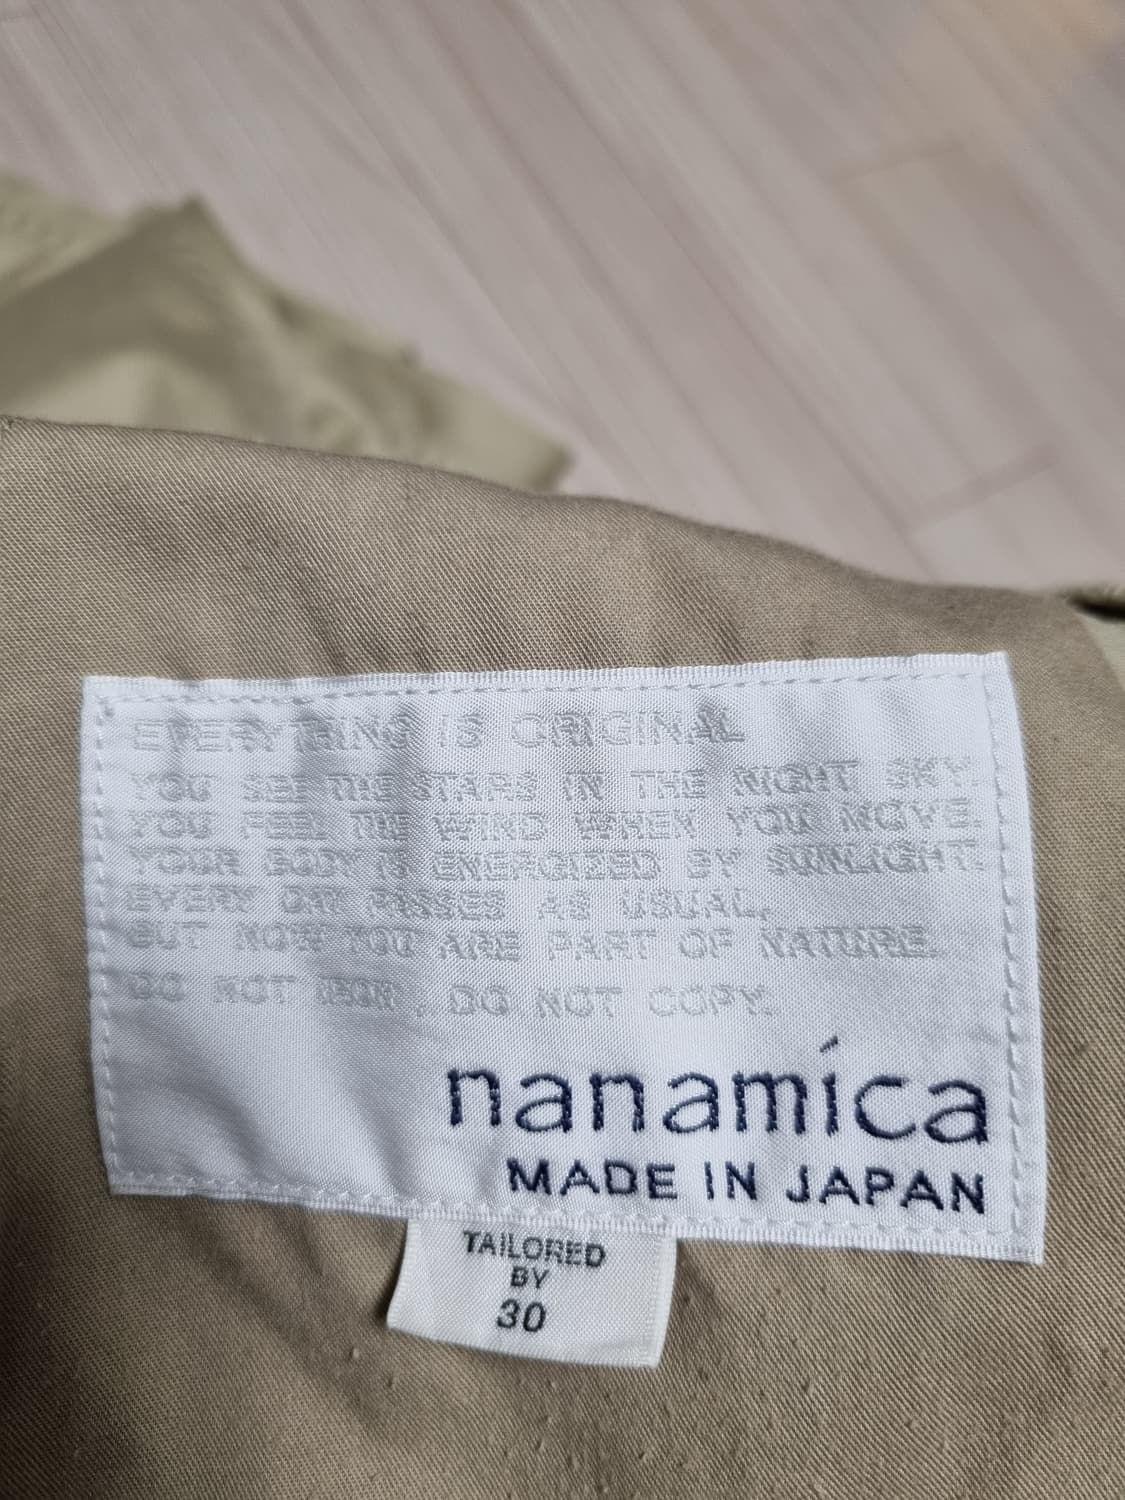 EVERYTHING IS ORIGINAL
YOU SEE THE STARS IN THE NIGHT SKY.
YOU FEEL THE WIND WHEN YOU MOVE.
YOUR BODY IS ENERGIZED BY SUNLIGHT.
EVERY DAY PASSES AS USUAL,
BUT NOW YOU ARE PART OF NATURE.
DO NOT IRON, DO NOT COPY.
nanamíca
MADE IN JAPAN
TAILORED
BY
30